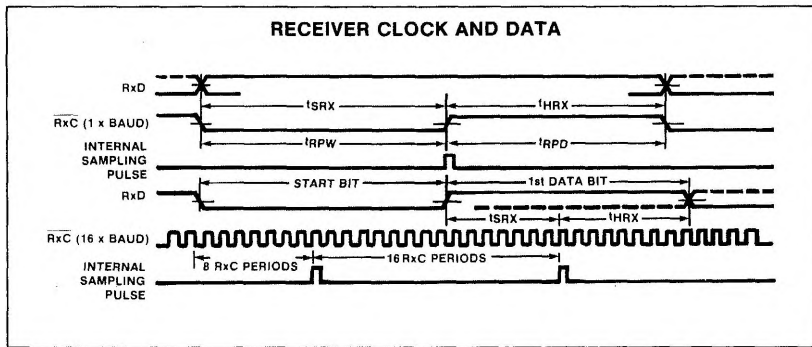 RECEIVER CLOCK AND DATA
RxD
tSRX
tHRX
RxC (1 x BAUD)
tRPW
tRPD
INTERNAL
SAMPLING
PULSE
START BIT
1st DATA BIT
RxD
tSRX
tHRX
RxC (16 x BAUD)
8 RxC PERIODS
16 RxC PERIODS
INTERNAL
SAMPLING
PULSE